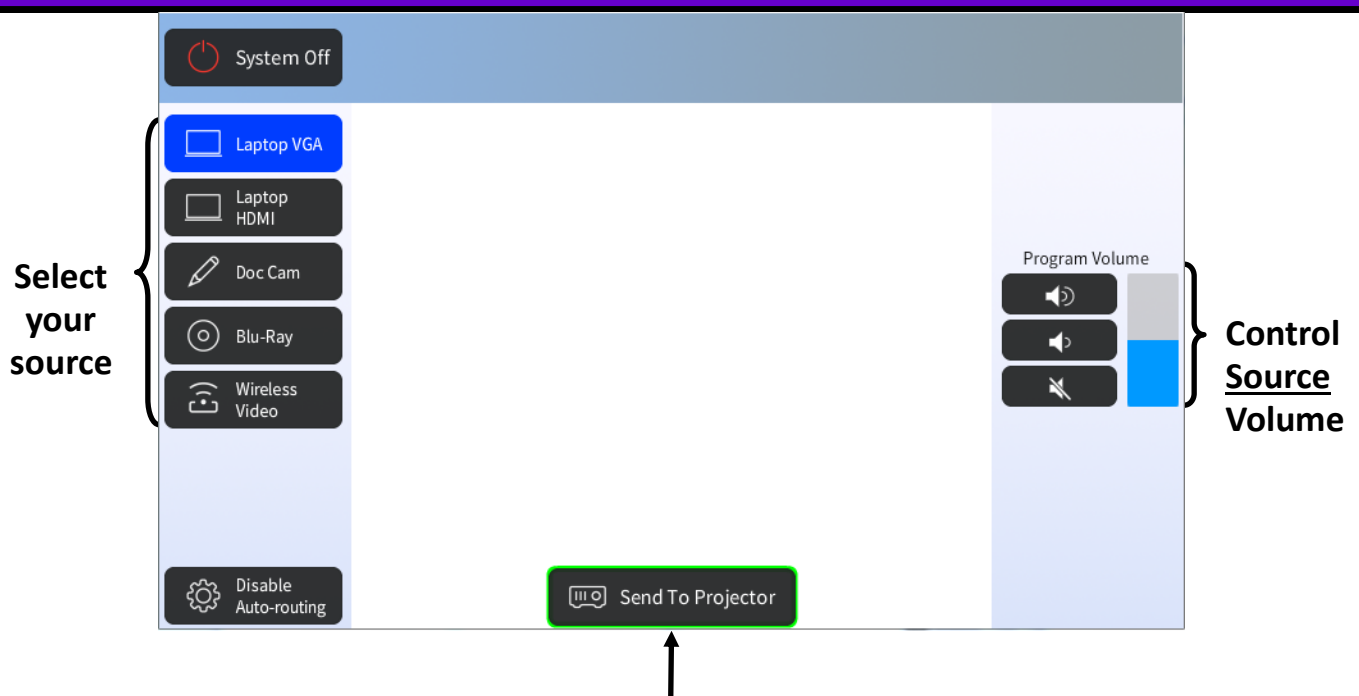 System Off
Laptop VGA
Laptop
HDMI
Doc Cam
Blu-Ray
Wireless
Video
Disable
Auto-routing
Select
your
source
Send To Projector
Program Volume
Control
Source
Volume